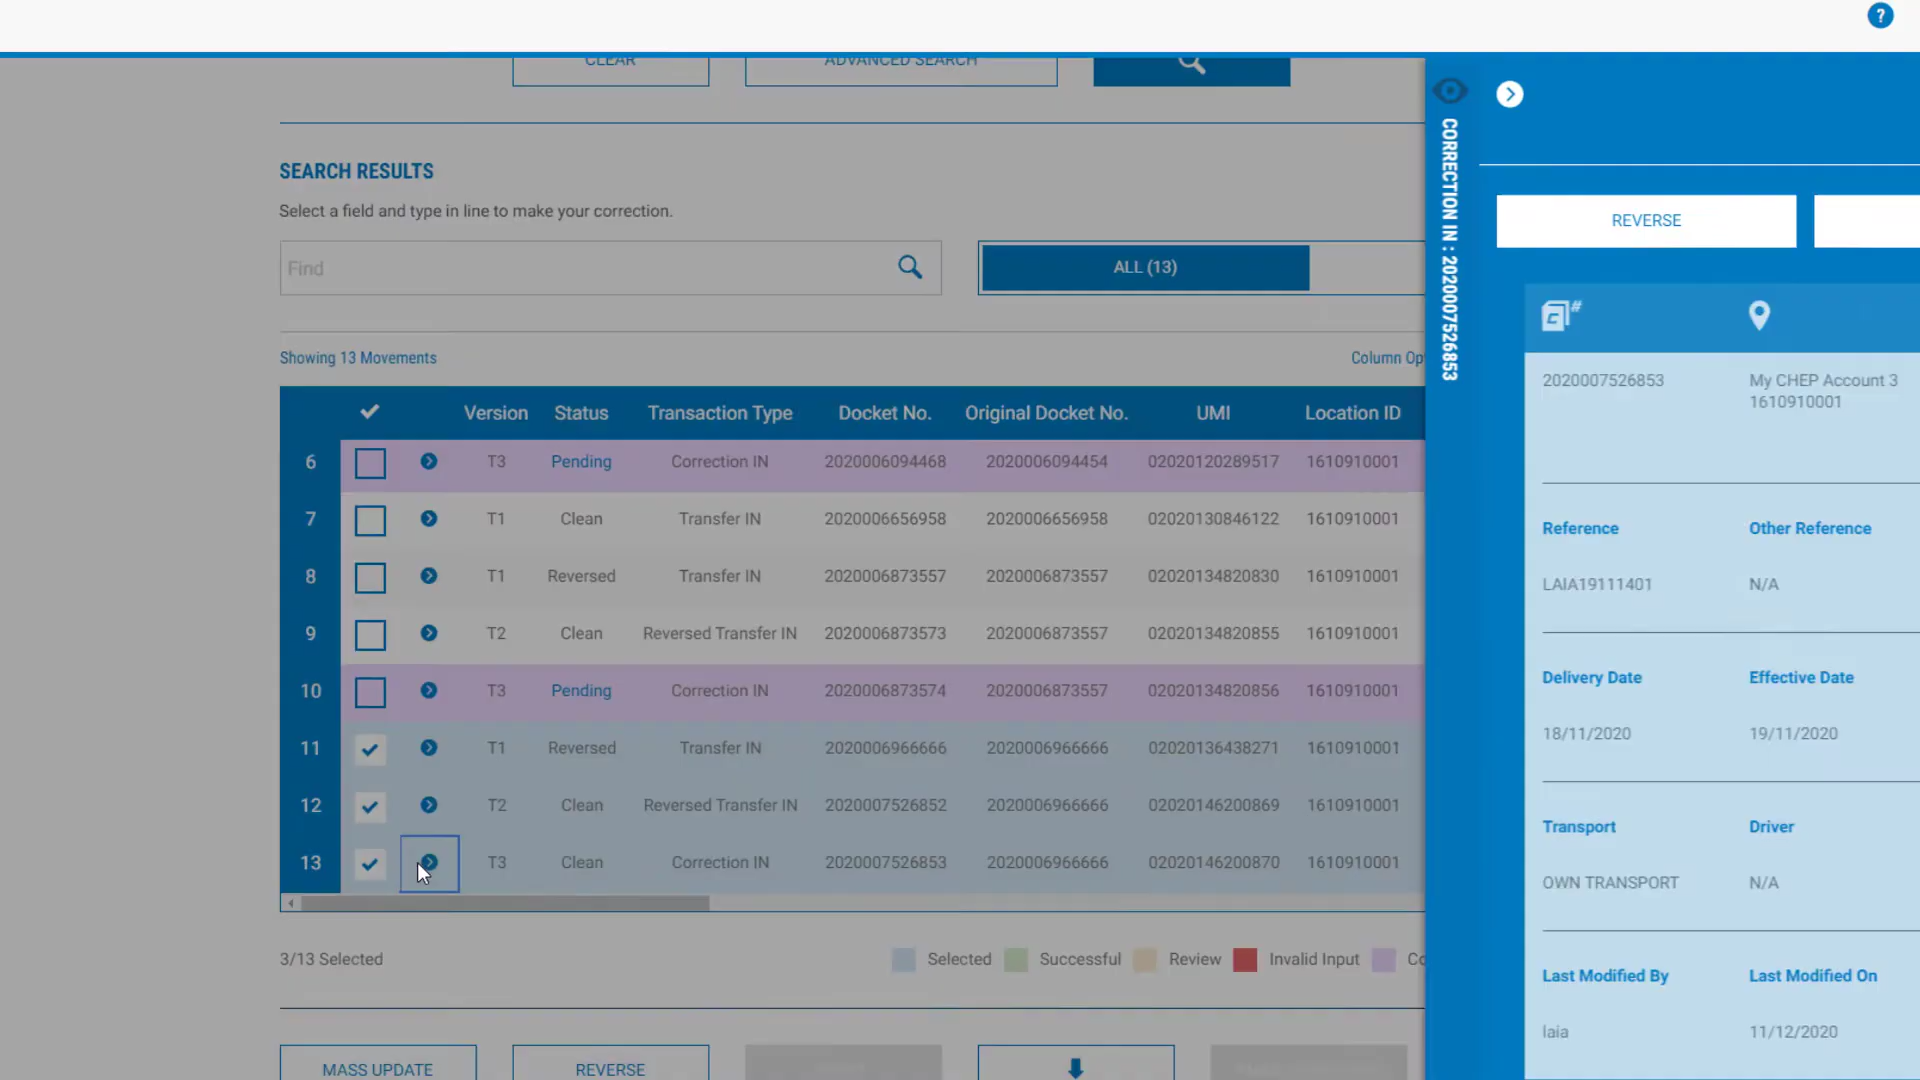 ?
CLEAR
ADVANCED SEARCH
SEARCH RESULTS
Select a field and type in line to make your correction.
Find
ALL (13)
Showing 13 Movements
Column Op
Version Status Transaction Type Docket No. Original Docket No. UMI Location ID
6 T3 Pending Correction IN 2020006094468 2020006094454 02020120289517 1610910001
7 T1 Clean Transfer IN 2020006656958 2020006656958 02020130846122 1610910001
8 T1 Reversed Transfer IN 2020006873557 2020006873557 02020134820830 1610910001
9 T2 Clean Reversed Transfer IN 2020006873573 2020006873557 02020134820855 1610910001
10 T3 Pending Correction IN 2020006873574 2020006873557 02020134820856 1610910001
11 T1 Reversed Transfer IN 2020006966666 2020006966666 02020136438271 1610910001
12 T2 Clean Reversed Transfer IN 2020007526852 2020006966666 02020146200869 1610910001
13 T3 Clean Correction IN 2020007526853 2020006966666 02020146200870 1610910001
3/13 Selected
Selected Successful Review Invalid Input Co
MASS UPDATE
REVERSE
CORRECTION IN : 2020007526853
REVERSE
C #
2020007526853 My CHEP Account 3
1610910001
Reference Other Reference
LAIA19111401 N/A
Delivery Date Effective Date
18/11/2020 19/11/2020
Transport Driver
OWN TRANSPORT N/A
Last Modified By Last Modified On
laia 11/12/2020